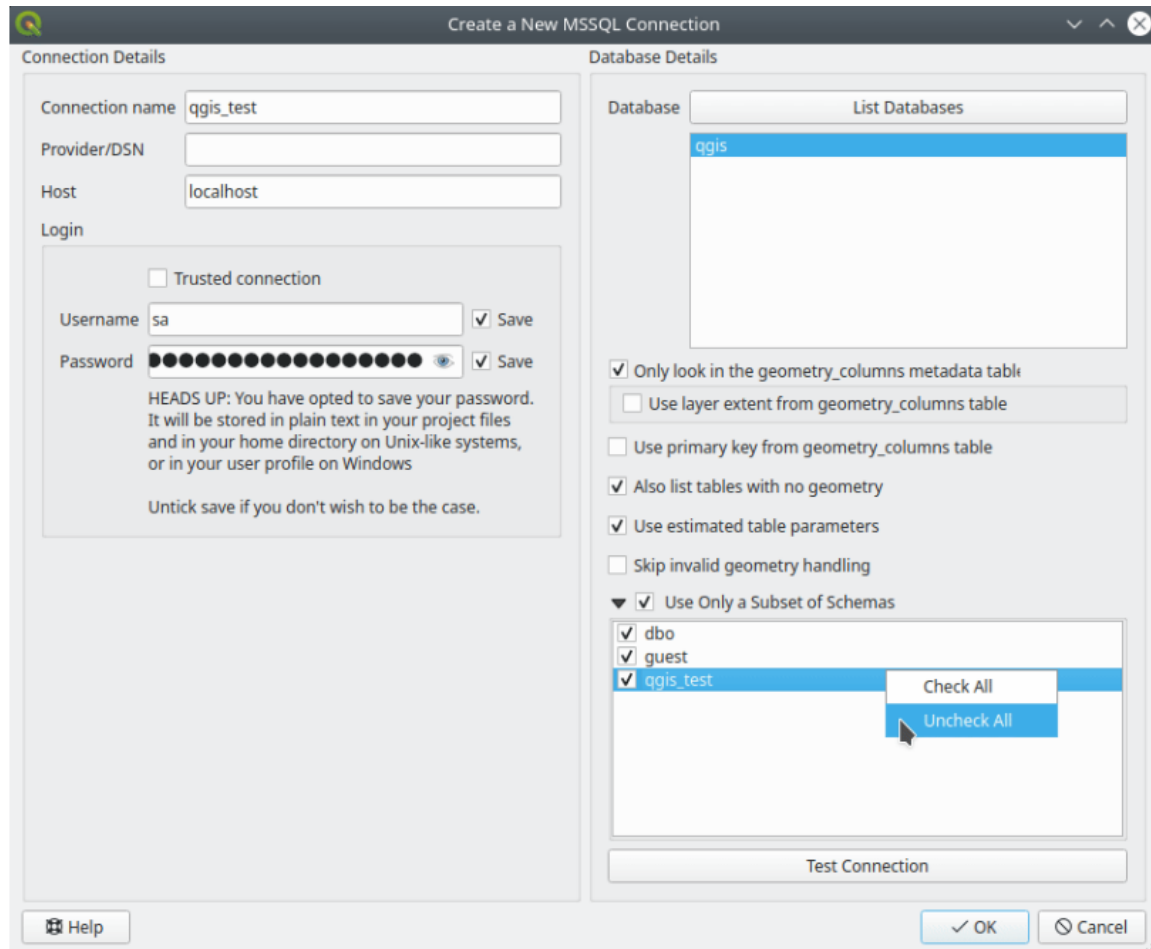 Create a New MSSQL Connection
Connection Details
Connection name qgis_test
Provider/DSN
Host localhost
Login
Trusted connection
Username sa Save
Password ●●●●●●●●●●●●●●●●● Save
HEADS UP: You have opted to save your password.
It will be stored in plain text in your project files
and in your home directory on Unix-like systems,
or in your user profile on Windows
Untick save if you don't wish to be the case.
Database Details
Database List Databases
qgis
Only look in the geometry_columns metadata table
Use layer extent from geometry_columns table
Use primary key from geometry_columns table
Also list tables with no geometry
Use estimated table parameters
Skip invalid geometry handling
Use Only a Subset of Schemas
dbo
guest
qgis_test
Check All
Uncheck All
Test Connection
Help
OK
Cancel